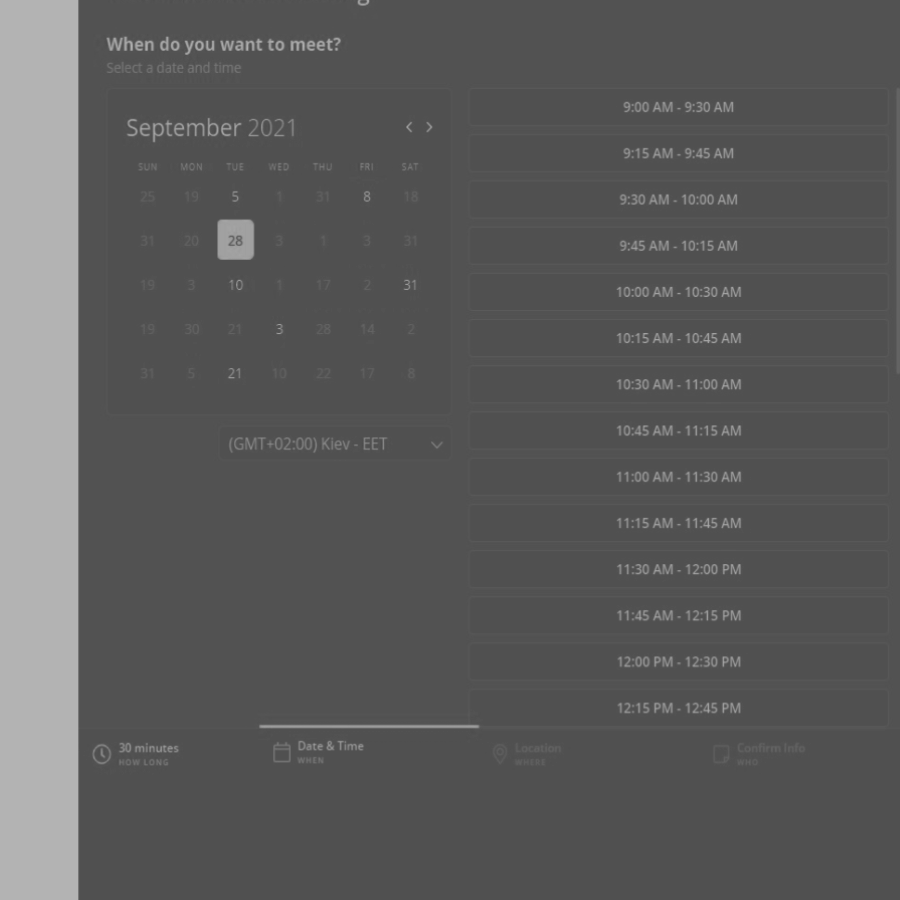 When do you want to meet?
Select a date and time
September 2021
SUN MON TUE WED THU FRI SAT
25 19 5 1 31 8 18
31 20 28 3 1 3 31
19 3 10 1 17 2 31
19 30 21 3 28 14 2
31 5 21 10 22 17 8
(GMT+02:00) Kiev - EET
9:00 AM - 9:30 AM
9:15 AM - 9:45 AM
9:30 AM - 10:00 AM
9:45 AM - 10:15 AM
10:00 AM - 10:30 AM
10:15 AM - 10:45 AM
10:30 AM - 11:00 AM
10:45 AM - 11:15 AM
11:00 AM - 11:30 AM
11:15 AM - 11:45 AM
11:30 AM - 12:00 PM
11:45 AM - 12:15 PM
12:00 PM - 12:30 PM
12:15 PM - 12:45 PM
30 minutes
HOW LONG
Date & Time
WHEN
Location
WHERE
Confirm Info
WHO